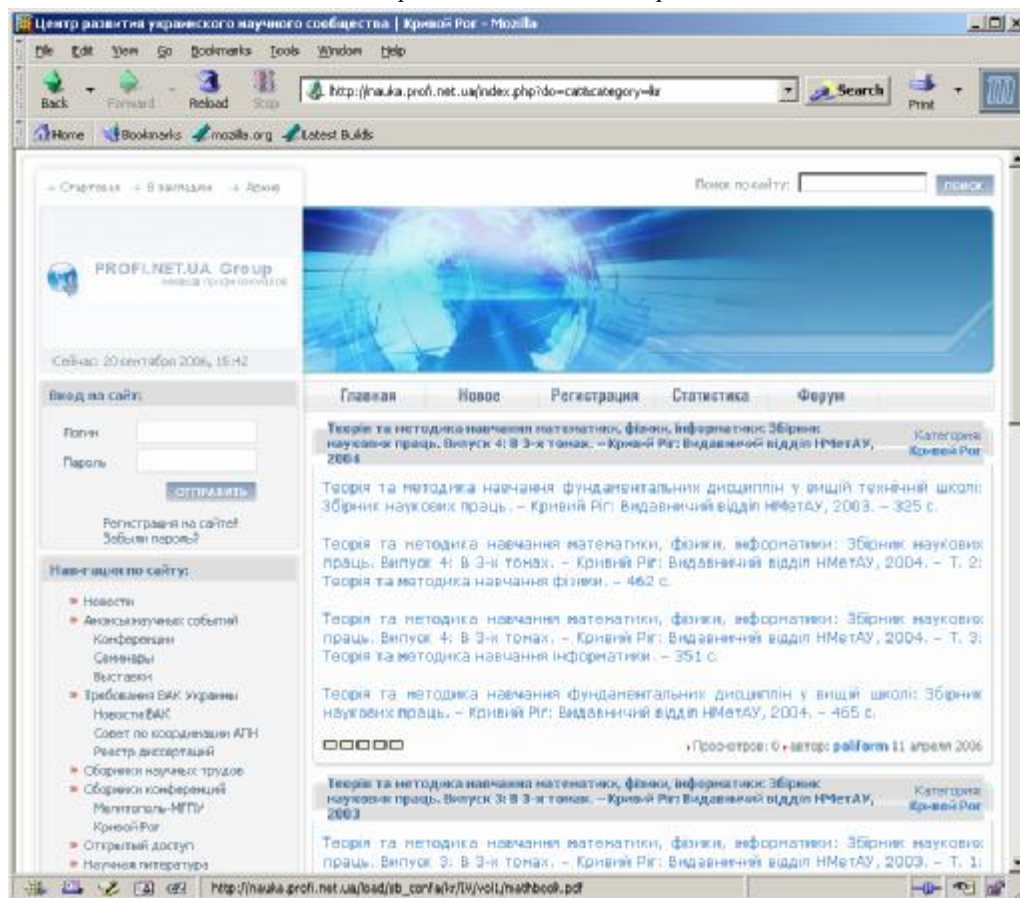 Центр развития украинского научного сообщества | Кривой Рог - Mozilla
File Edit View Go Bookmarks Tools Window Help
Back Forward Reload Stop
http://nauka.profi.net.ua/index.php?do=cat&category=kr
Search
Print
Home Bookmarks mozilla.org Latest Builds
Стартовая В закладки Архив
Поиск по сайту:
ПОИСК
PROFI.NET.UA Group
Сейчас: 20 сентября 2006, 15:42
Вход на сайт:
Логин
Пароль
ОТПРАВИТЬ
Регистрация на сайте!
Забыли пароль?
Навигация по сайту:
Новости
Анонсы научных событий
Конференции
Семинары
Выставки
Требования ВАК Украины
Новости ВАК
Совет по координации АПН
Реестр диссертаций
Сборники научных трудов
Сборники конференций
Мелитополь-МГПУ
Кривой Рог
Открытый доступ
Научная литература
Главная Новое Регистрация Статистика Форум
Теорія та методика навчання математики, фізики, інформатики: Збірник
наукових праць. Випуск 4: В 3-х томах. – Кривий Ріг: Видавничий відділ НМетАУ,
2004
Категория:
Кривой Рог
Теорія та методика навчання фундаментальних дисциплін у вищій технічній школі:
Збірник наукових праць. – Кривий Ріг: Видавничий відділ НМетАУ, 2003. – 325 с.
Теорія та методика навчання математики, фізики, інформатики: Збірник наукових
праць. Випуск 4: В 3-х томах. – Кривий Ріг: Видавничий відділ НМетАУ, 2004. – Т. 2:
Теорія та методика навчання фізики. – 462 с.
Теорія та методика навчання математики, фізики, інформатики: Збірник наукових
праць. Випуск 4: В 3-х томах. – Кривий Ріг: Видавничий відділ НМетАУ, 2004. – Т. 3:
Теорія та методика навчання інформатики. – 351 с.
Теорія та методика навчання фундаментальних дисциплін у вищій школі: Збірник
наукових праць. – Кривий Ріг: Видавничий відділ НМетАУ, 2004. – 465 с.
Просмотров: 0 автор: poliform 11 апреля 2006
Теорія та методика навчання математики, фізики, інформатики: Збірник
наукових праць. Випуск 3: В 3-х томах. – Кривий Ріг: Видавничий відділ НМетАУ,
2003
Категория:
Кривой Рог
Теорія та методика навчання математики, фізики, інформатики: Збірник наукових
праць. Випуск 3: В 3-х томах. – Кривий Ріг: Видавничий відділ НМетАУ, 2003. – Т. 1:
http://nauka.profi.net.ua/load/sb_confa/kr/IV/vol1/mathbook.pdf